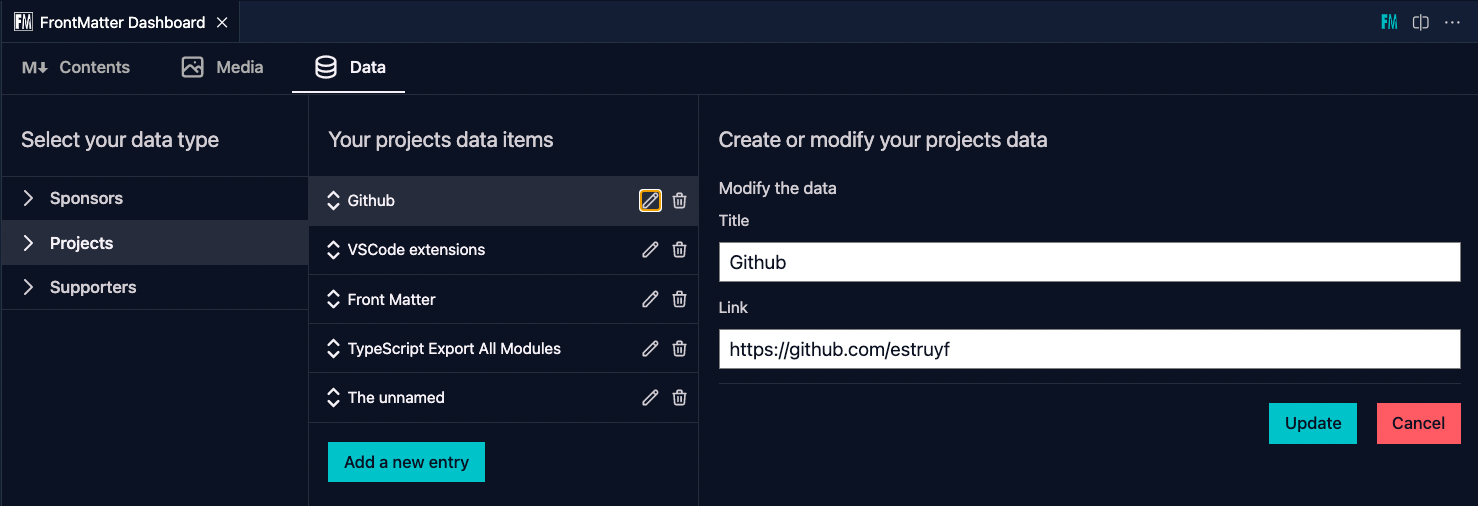 FM FrontMatter Dashboard
FM
M Contents
Media
Data
Select your data type
Sponsors
Projects
Supporters
Your projects data items
Github
VSCode extensions
Front Matter
TypeScript Export All Modules
The unnamed
Add a new entry
Create or modify your projects data
Modify the data
Title
Github
Link
https://github.com/estruyf
Update
Cancel